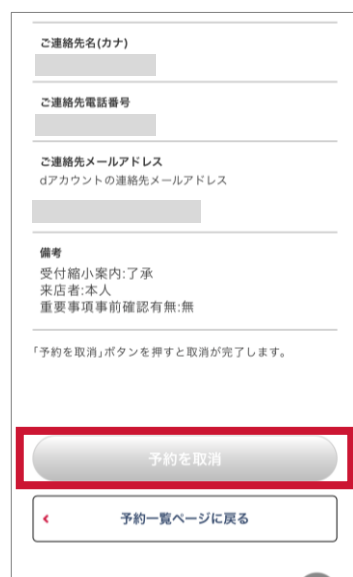 ご連絡先名(カナ)
ご連絡先電話番号
ご連絡先メールアドレス
dアカウントの連絡先メールアドレス
備考
受付縮小案内:了承
来店者:本人
重要事項事前確認有無:無
「予約を取消」ボタンを押すと取消が完了します。
予約を取消
予約一覧ページに戻る